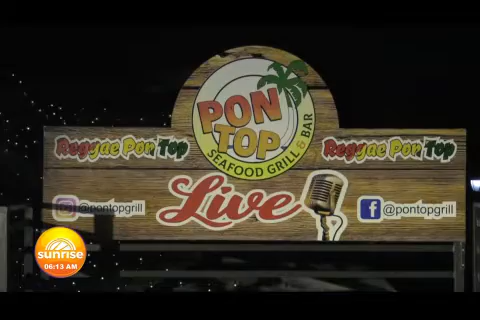 PON
TOP
SEAFOOD GRILL & BAR
Reggae Pon Top
Reggae Pon Top
Live
@pontopgrill
@pontopgrill
sunrise
06:13 AM